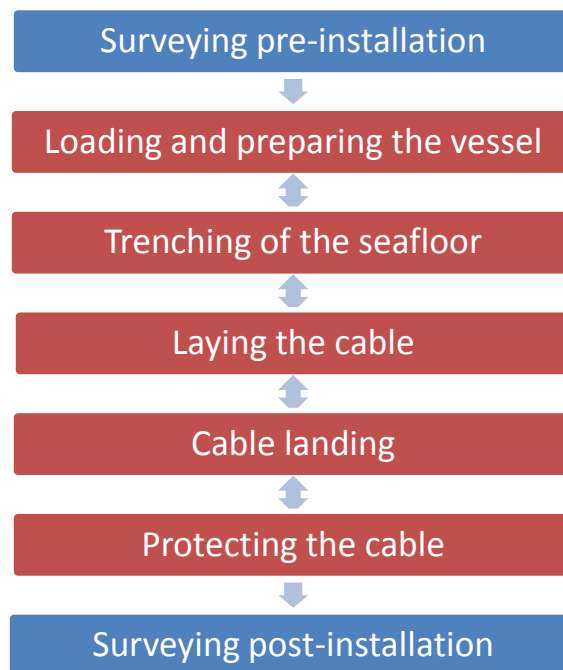 Surveying pre-installation
Loading and preparing the vessel
Trenching of the seafloor
Laying the cable
Cable landing
Protecting the cable
Surveying post-installation